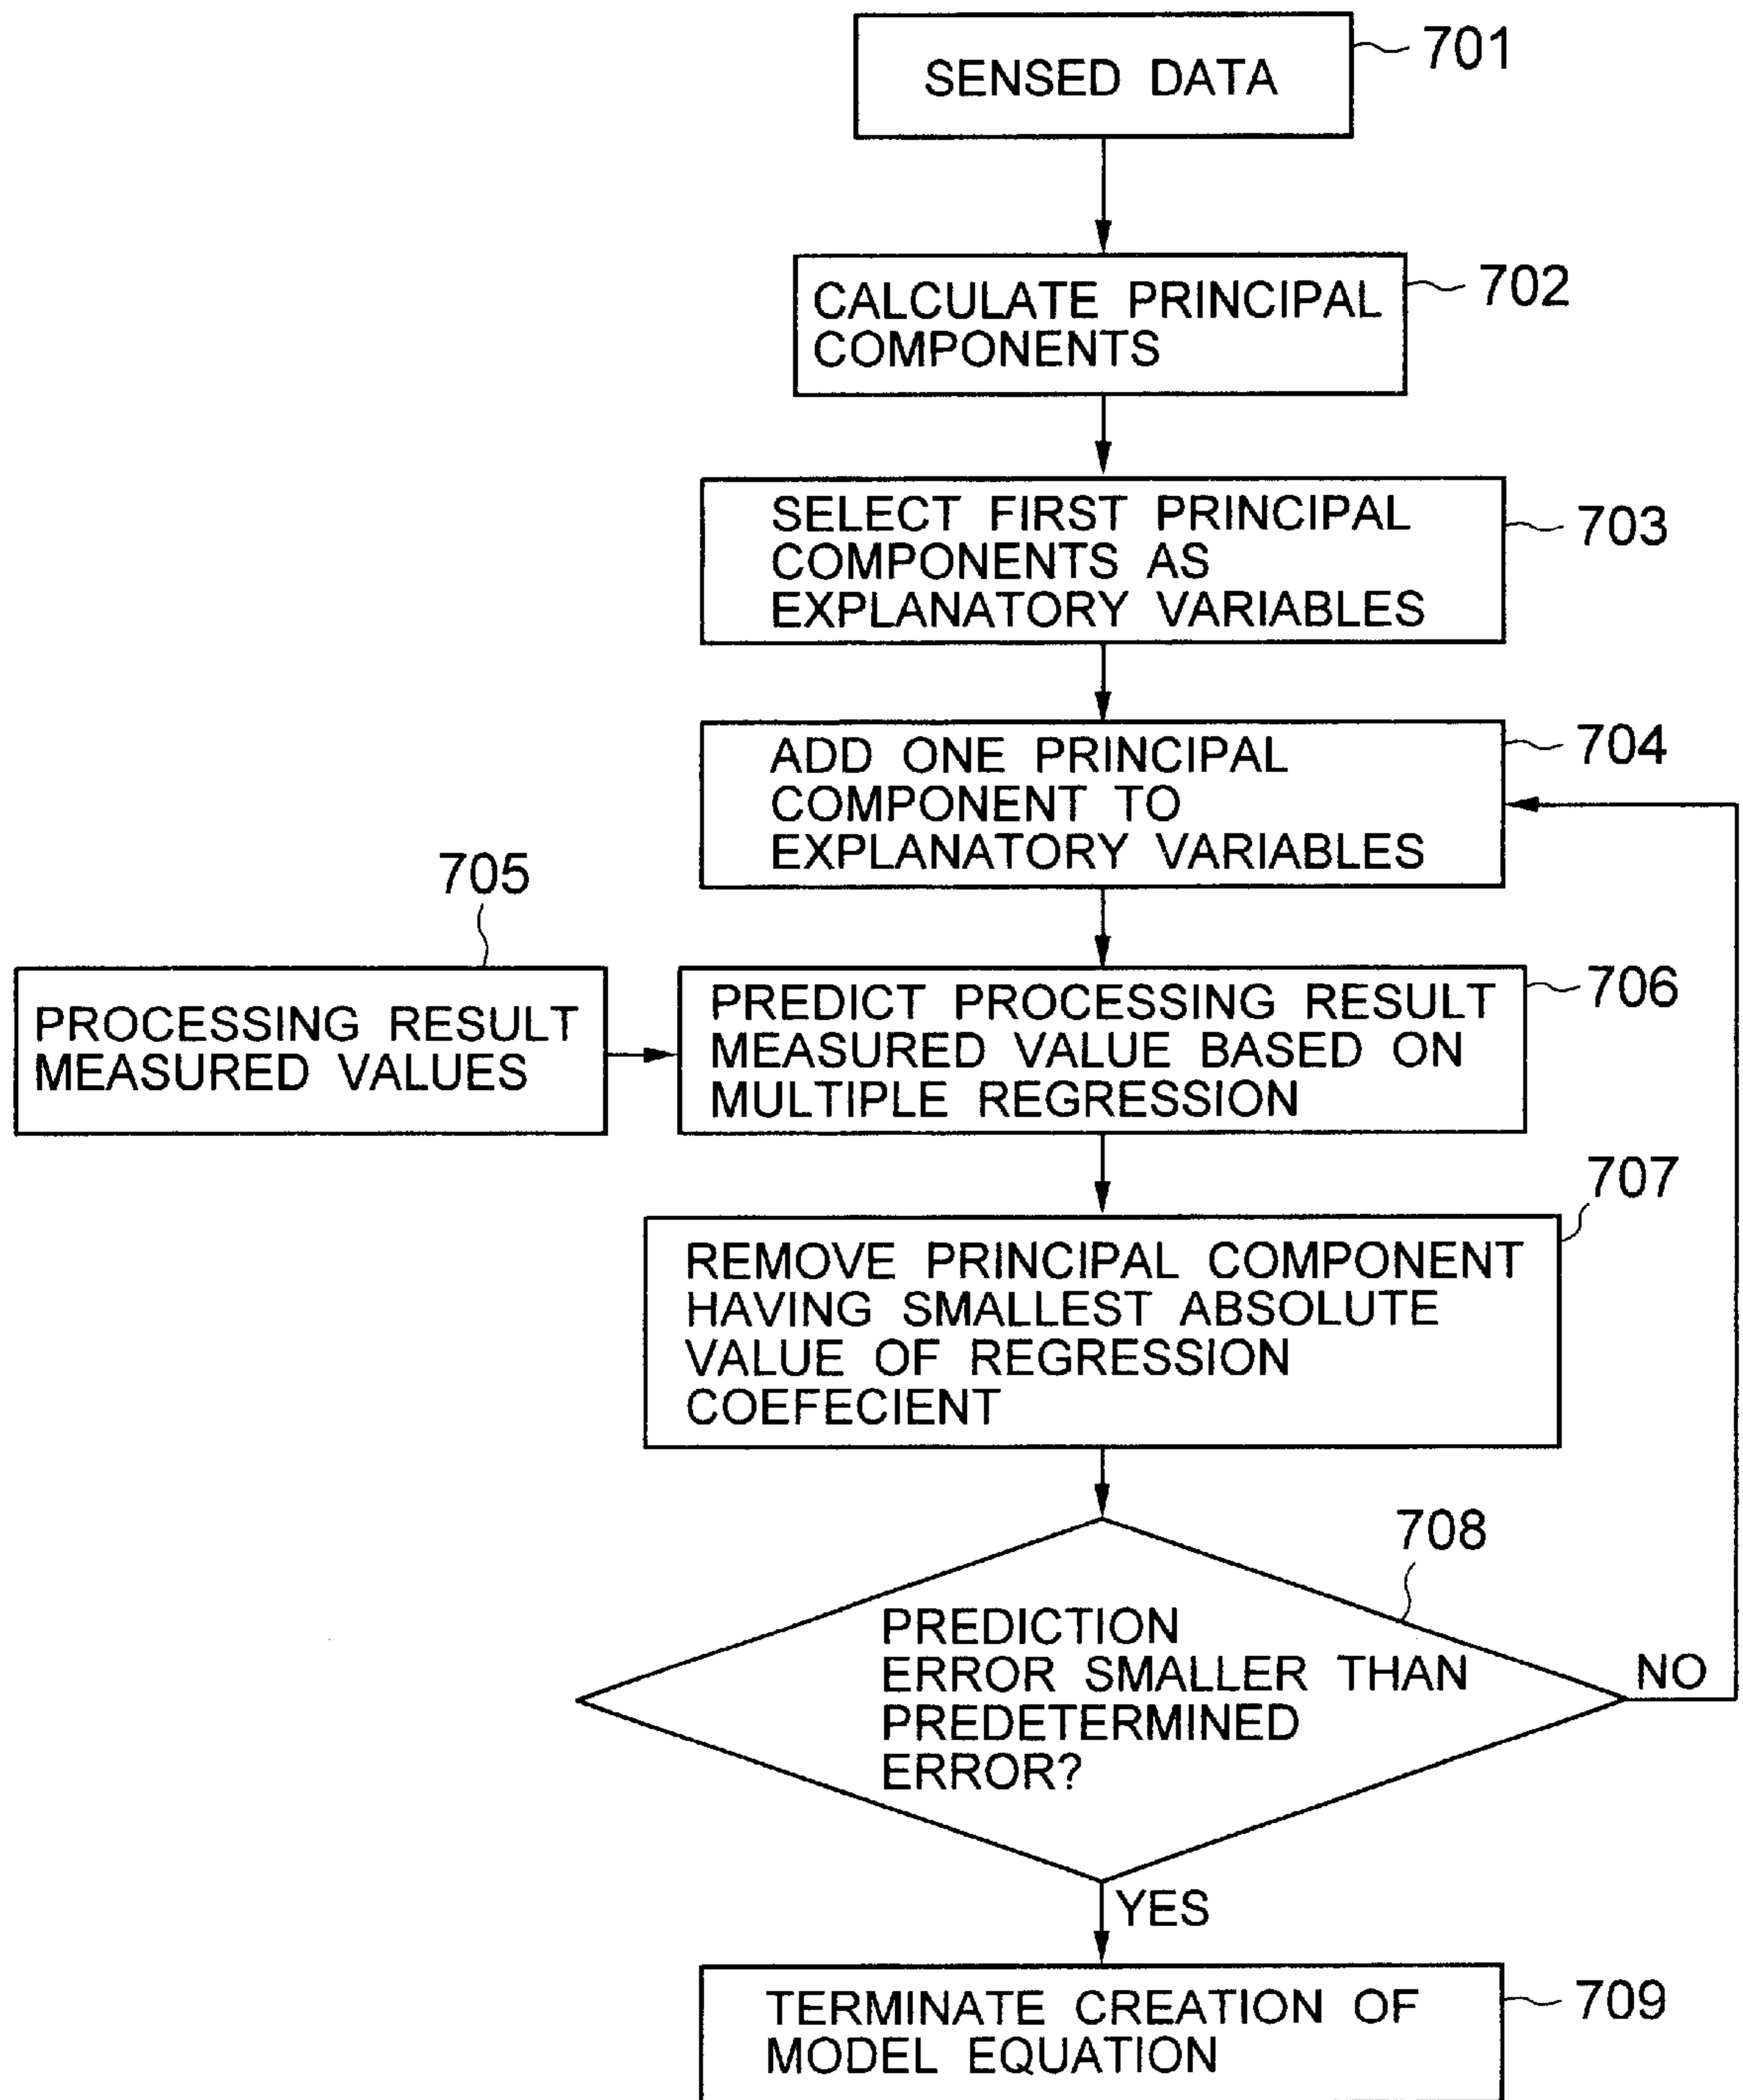 701
SENSED DATA
702
CALCULATE PRINCIPAL
COMPONENTS
703
SELECT FIRST PRINCIPAL
COMPONENTS AS
EXPLANATORY VARIABLES
704
ADD ONE PRINCIPAL
COMPONENT TO
EXPLANATORY VARIABLES
705
PROCESSING RESULT
MEASURED VALUES
706
PREDICT PROCESSING RESULT
MEASURED VALUE BASED ON
MULTIPLE REGRESSION
707
REMOVE PRINCIPAL COMPONENT
HAVING SMALLEST ABSOLUTE
VALUE OF REGRESSION
COEFECIENT
708
PREDICTION
ERROR SMALLER THAN
PREDETERMINED
ERROR?
NO
YES
709
TERMINATE CREATION OF
MODEL EQUATION